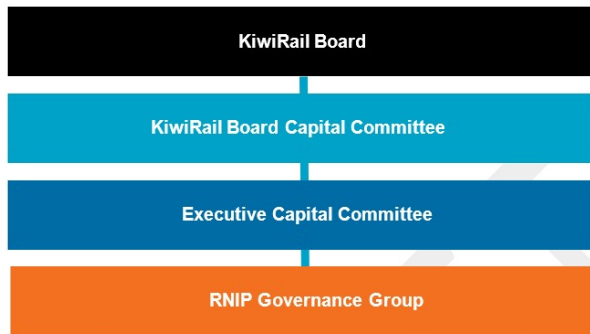 KiwiRail Board
KiwiRail Board Capital Committee
Executive Capital Committee
RNIP Governance Group